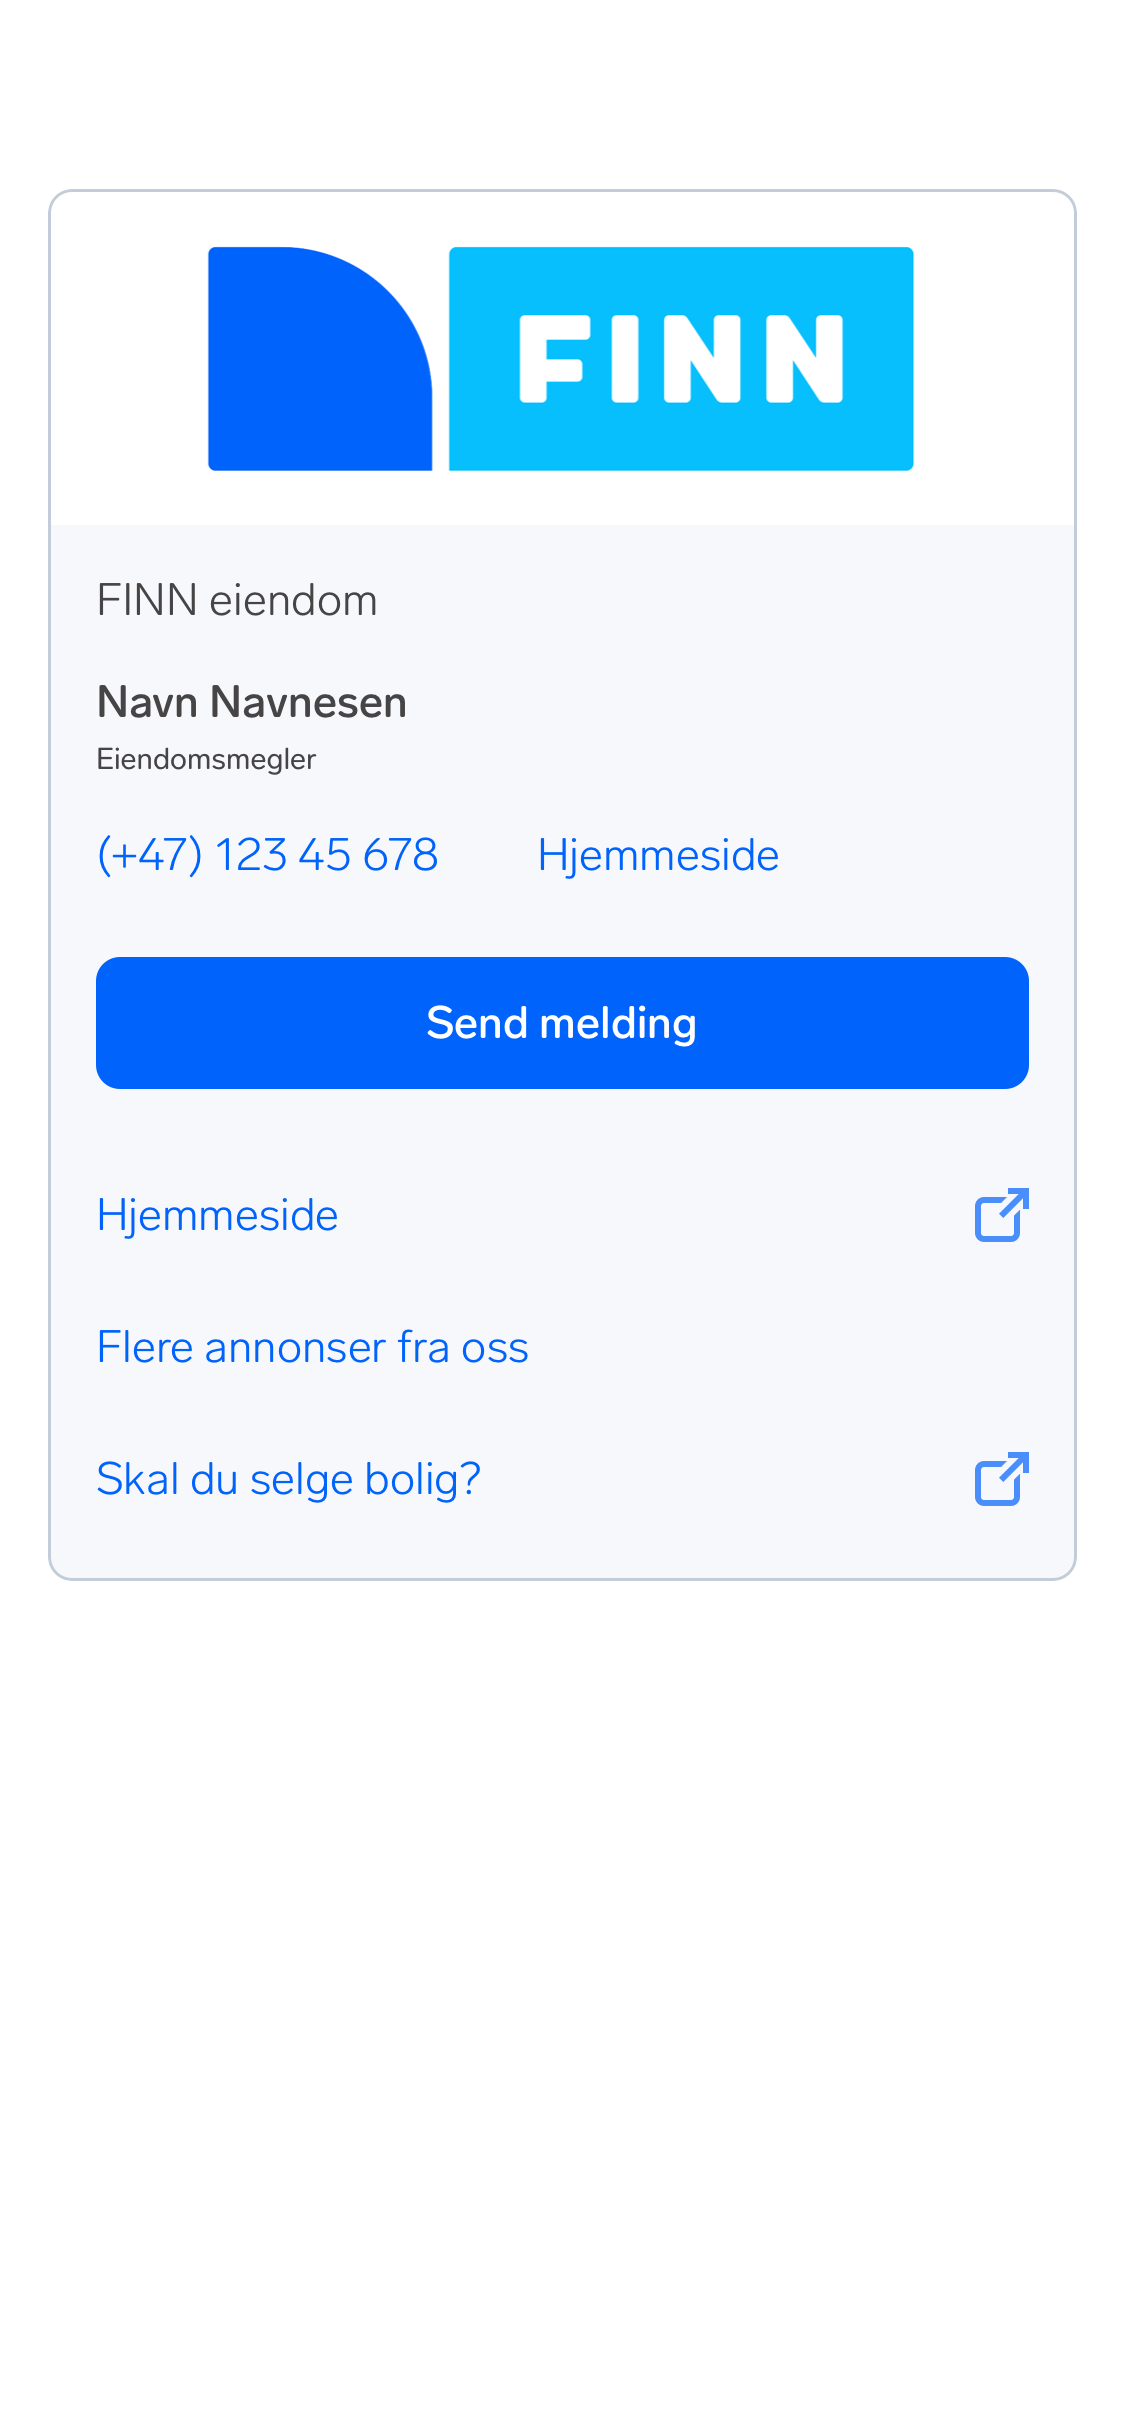 FINN
FINN eiendom
Navn Navnesen
Eiendomsmegler
(+47) 123 45 678 Hjemmeside
Send melding
Hjemmeside
Flere annonser fra oss
Skal du selge bolig?